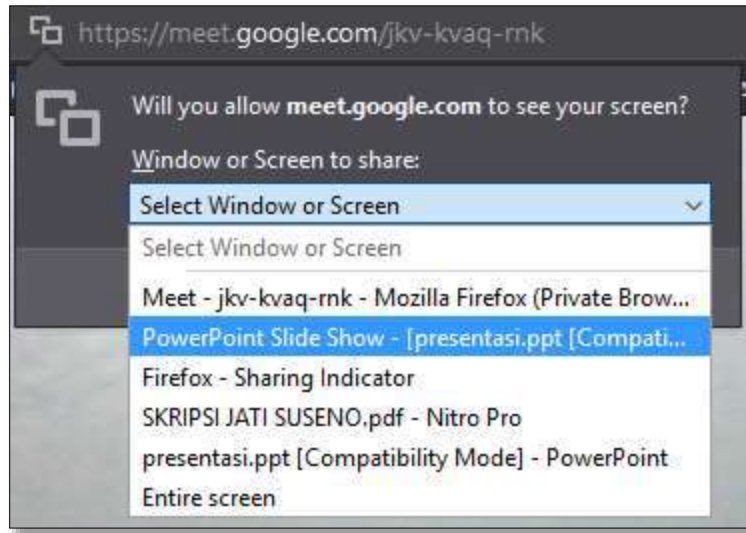 https://meet.google.com/jkv-kvaq-rnk
Will you allow meet.google.com to see your screen?
Window or Screen to share:
Select Window or Screen
Select Window or Screen
Meet - jkv-kvaq-rnk - Mozilla Firefox (Private Brow...
PowerPoint Slide Show - [presentasi.ppt [Compati...
Firefox - Sharing Indicator
SKRIPSI JATI SUSENO.pdf - Nitro Pro
presentasi.ppt [Compatibility Mode] - PowerPoint
Entire screen